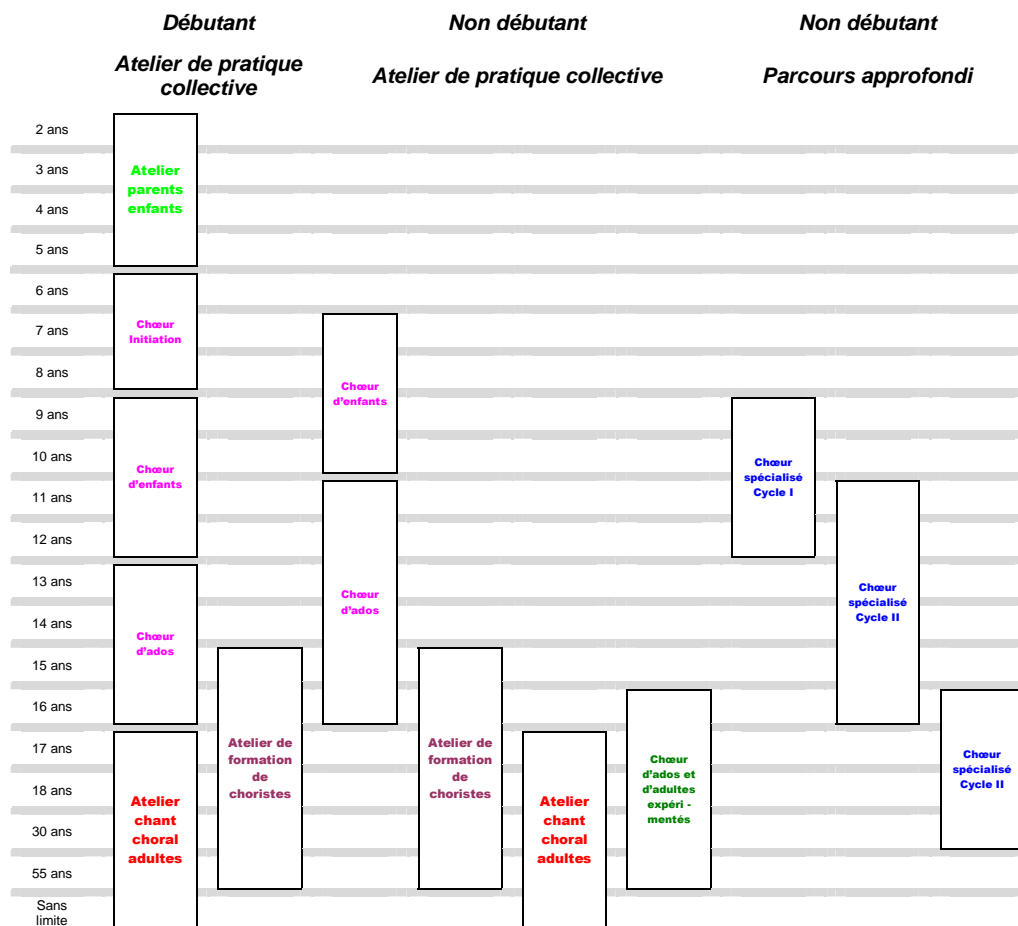 Débutant
Non débutant
Non débutant
Atelier de pratique
collective
Atelier de pratique collective
Parcours approfondi
2 ans
3 ans
4 ans
5 ans
6 ans
7 ans
8 ans
9 ans
10 ans
11 ans
12 ans
13 ans
14 ans
15 ans
16 ans
17 ans
18 ans
30 ans
55 ans
Sans
limite
Atelier
parents
enfants
Chœur
Initiation
Chœur
d'enfants
Chœur
d'ados
Atelier
chant
choral
adultes
Atelier de
formation
de
choristes
Chœur
d'enfants
Chœur
d'ados
Atelier de
formation
de
choristes
Atelier
chant
choral
adultes
Chœur
d'ados et
d'adultes
expéri -
mentés
Chœur
spécialisé
Cycle I
Chœur
spécialisé
Cycle II
Chœur
spécialisé
Cycle II